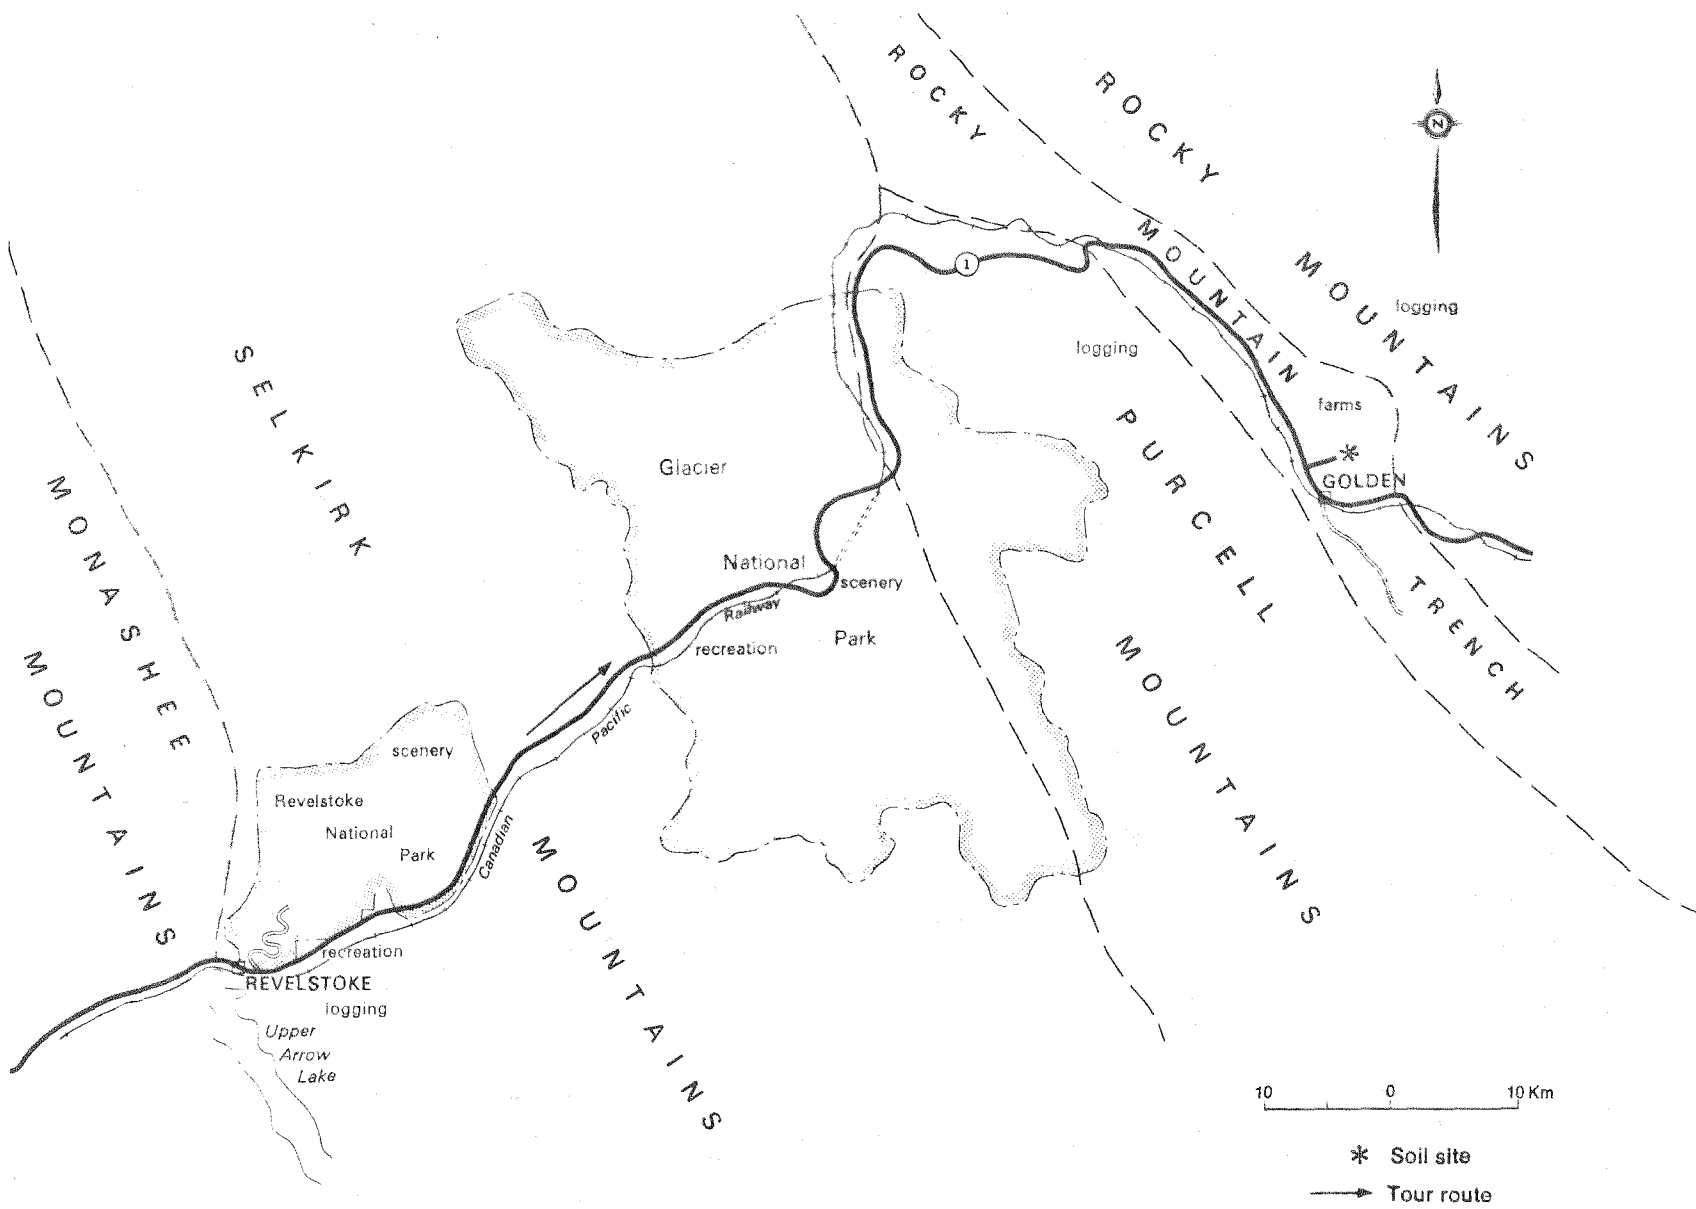 ROCKY
MOUNTAIN
TRENCH
ROCKY
MOUNTAINS
N
1
logging
logging
farms
GOLDEN
SELKIRK
MOUNTAINS
MONASHEE
MOUNTAINS
PURCELL
MOUNTAINS
Glacier
National
Park
scenery
recreation
Canadian
Pacific
Railway
scenery
Revelstoke
National
Park
recreation
REVELSTOKE
logging
Upper
Arrow
Lake
10 0 10 Km
* Soil site
Tour route